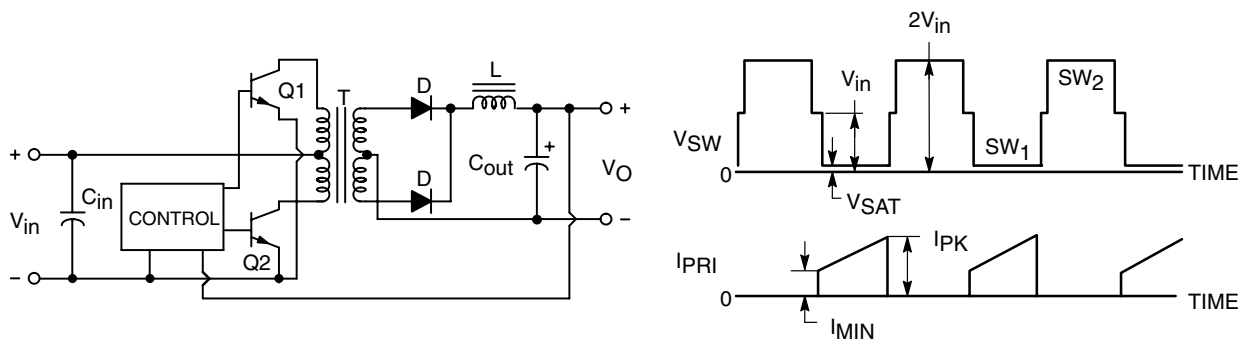 Q1
T
D
L
+
+
Cin
Vin
CONTROL
Cout
+
VO
D
−
−
Q2
2Vin
Vin
SW2
VSW
SW1
0
TIME
VSAT
IPK
IPRI
0
TIME
IMIN